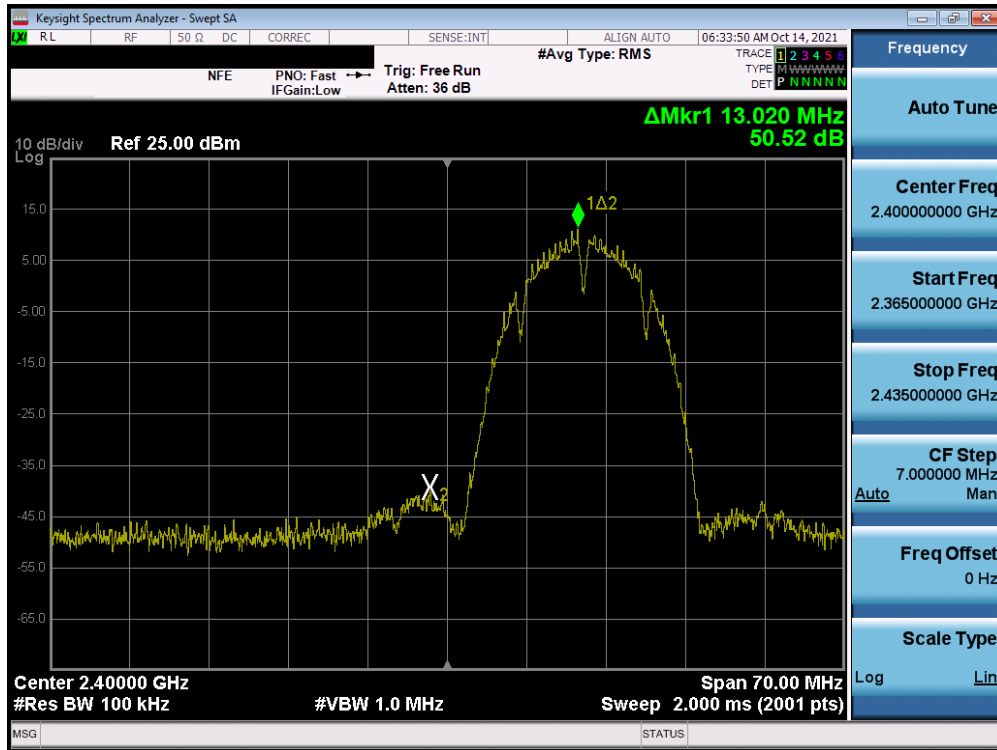 Keysight Spectrum Analyzer - Swept SA
LXI RL RF 50 Ω DC CORREC SENSE:INT ALIGN AUTO 06:33:50 AM Oct 14, 2021
NFE PNO: Fast Trig: Free Run #Avg Type: RMS TRACE 1 2 3 4 5 6
IFGain:Low Atten: 36 dB TYPE M WWWWW
DET P N N N N N
ΔMkr1 13.020 MHz
50.52 dB
10 dB/div Ref 25.00 dBm
Log
15.0
5.00
-5.00
-15.0
-25.0
-35.0
-45.0
-55.0
-65.0
1Δ2
X2
Center 2.40000 GHz Span 70.00 MHz
#Res BW 100 kHz #VBW 1.0 MHz Sweep 2.000 ms (2001 pts)
MSG STATUS
Frequency
Auto Tune
Center Freq
2.400000000 GHz
Start Freq
2.365000000 GHz
Stop Freq
2.435000000 GHz
CF Step
7.000000 MHz
Auto Man
Freq Offset
0 Hz
Scale Type
Log Lin